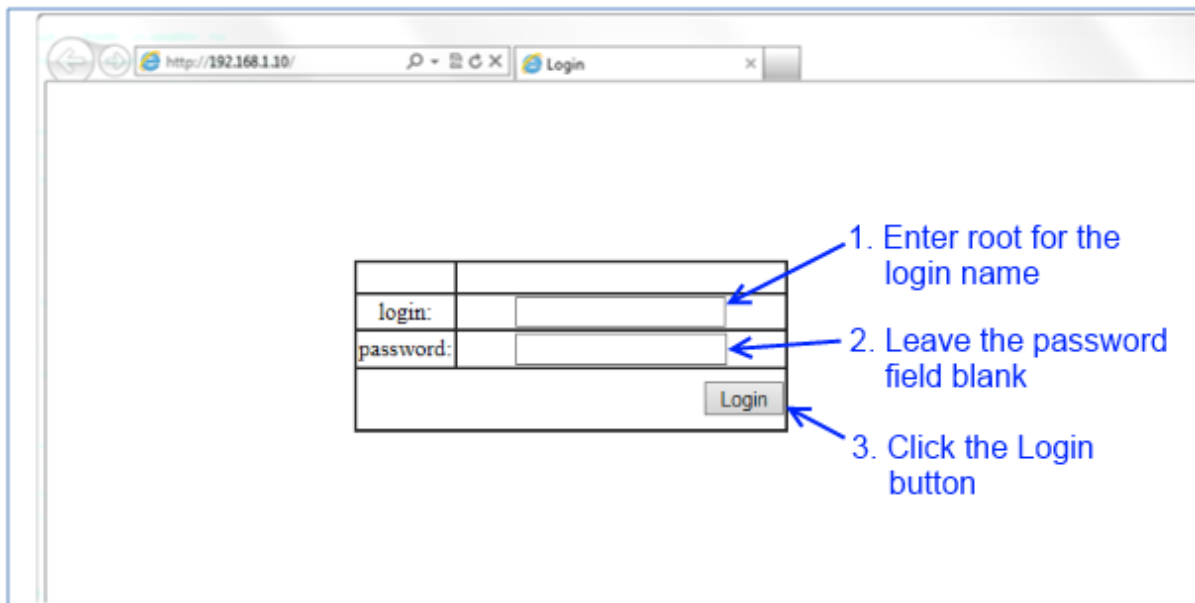 http://192.168.1.10/
Login
1. Enter root for the
login name
login:
password:
2. Leave the password
field blank
Login
3. Click the Login
button